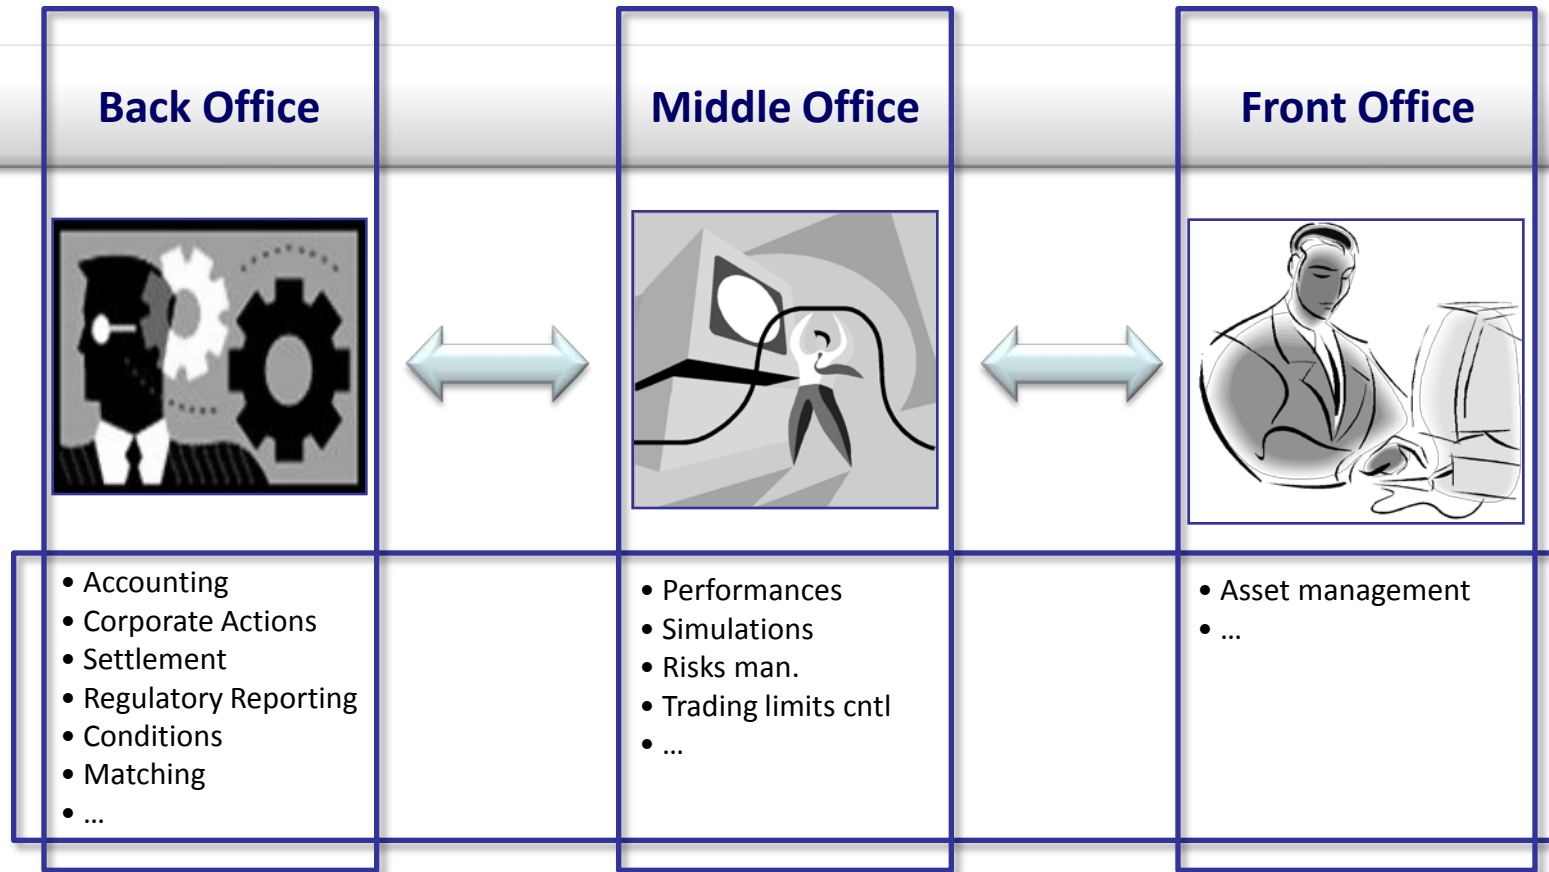 Back Office
Middle Office
Front Office
• Accounting
• Corporate Actions
• Settlement
• Regulatory Reporting
• Conditions
• Matching
• ...
• Performances
• Simulations
• Risks man.
• Trading limits cntl
• ...
• Asset management
• ...